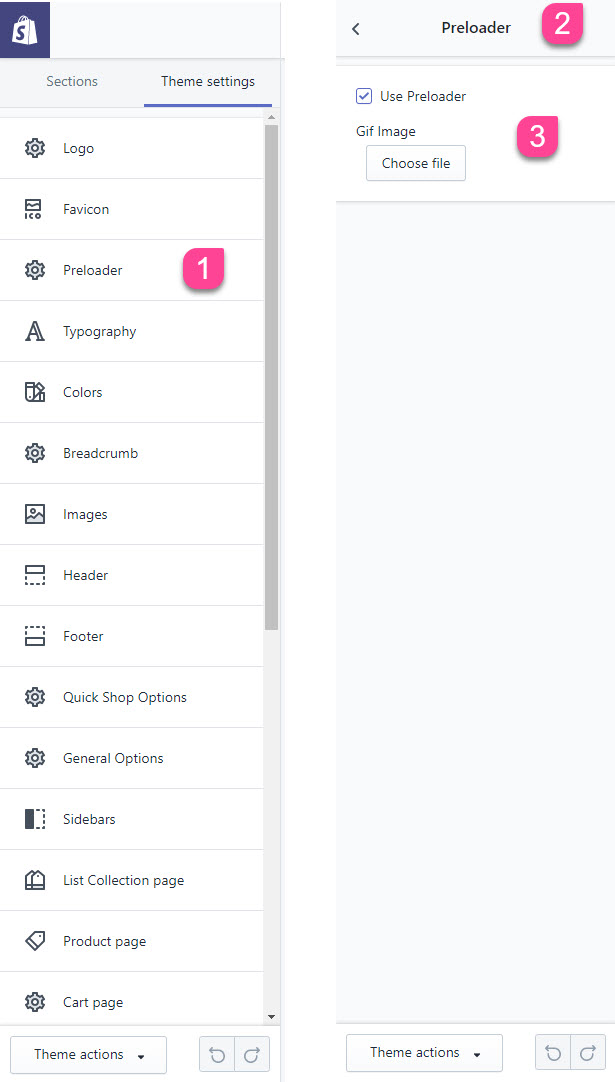 Sections Theme settings
Logo
ICO
Favicon
Preloader 1
Typography
Colors
Breadcrumb
Images
Header
Footer
Quick Shop Options
General Options
Sidebars
List Collection page
Product page
Cart page
Theme actions
Preloader 2
Use Preloader
Gif Image 3
Choose file
Theme actions